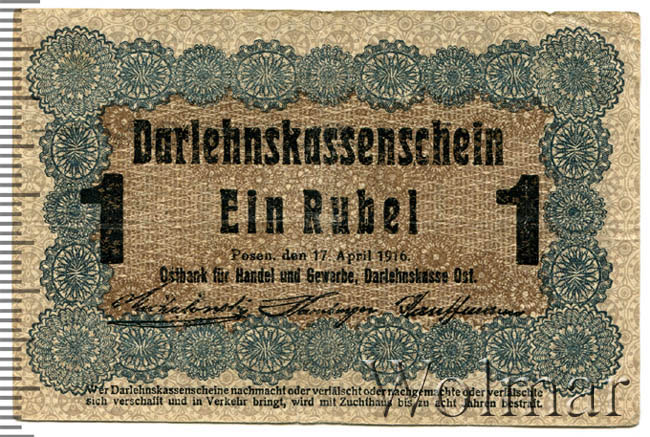 Darlehnskassenschein
1 Ein Rubel 1
Posen, den 17. April 1916.
Ostbank für Handel und Gewerbe, Darlehnskasse Ost.
Kauffmann
Wer Darlehnskassenscheine nachmacht oder verfälscht oder nachgemachte oder verfälschte
sich verschafft und in Verkehr bringt, wird mit Zuchthaus bis zu acht Jahren bestraft.
Wolmar